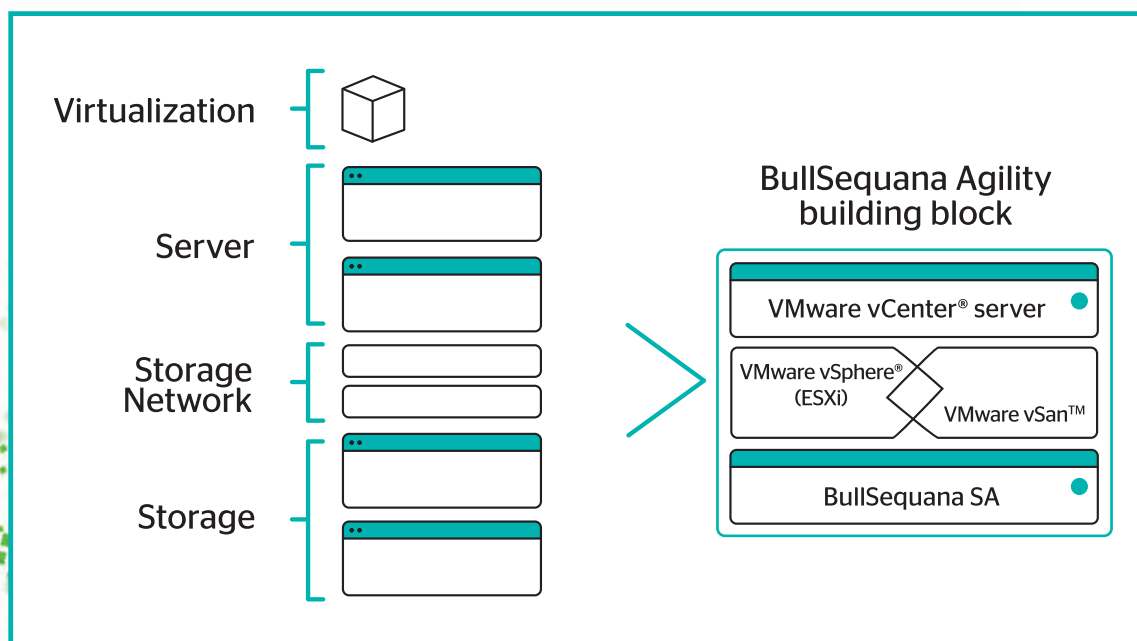 Virtualization
Server
Storage
Network
Storage
BullSequana Agility
building block
VMware vCenter® server
VMware vSphere®
(ESXi)
VMware vSan™
BullSequana SA